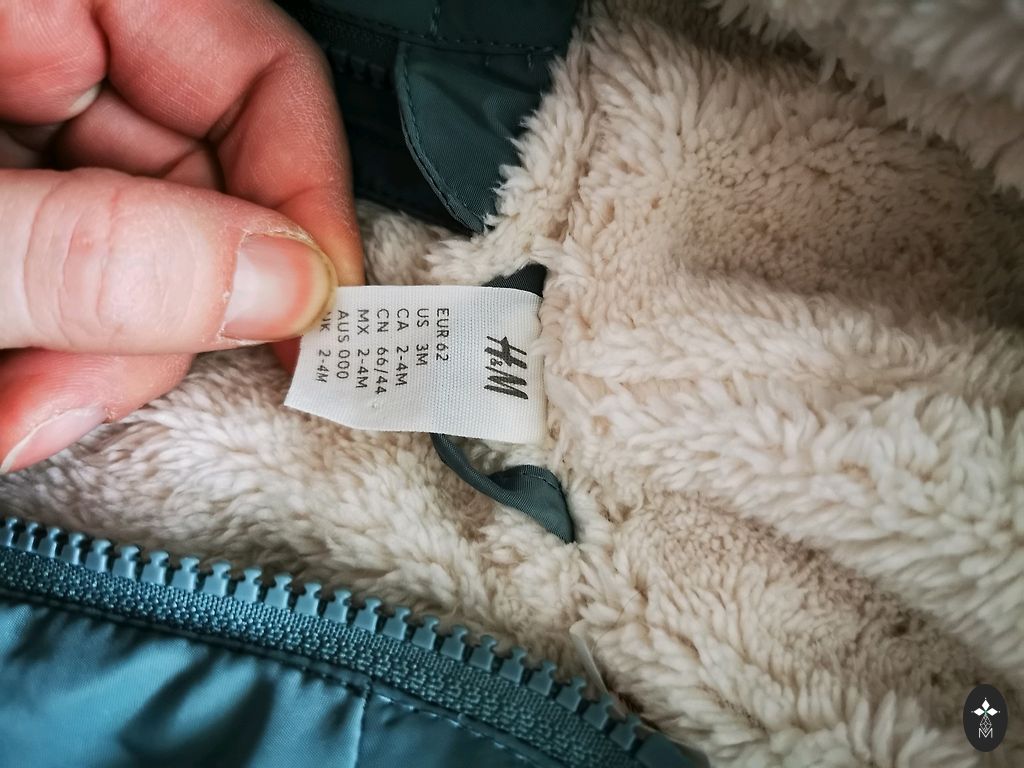 H&M
EUR 62
US 3M
CA 2-4M
CN 66/44
MX 2-4M
AUS 000
2-4M